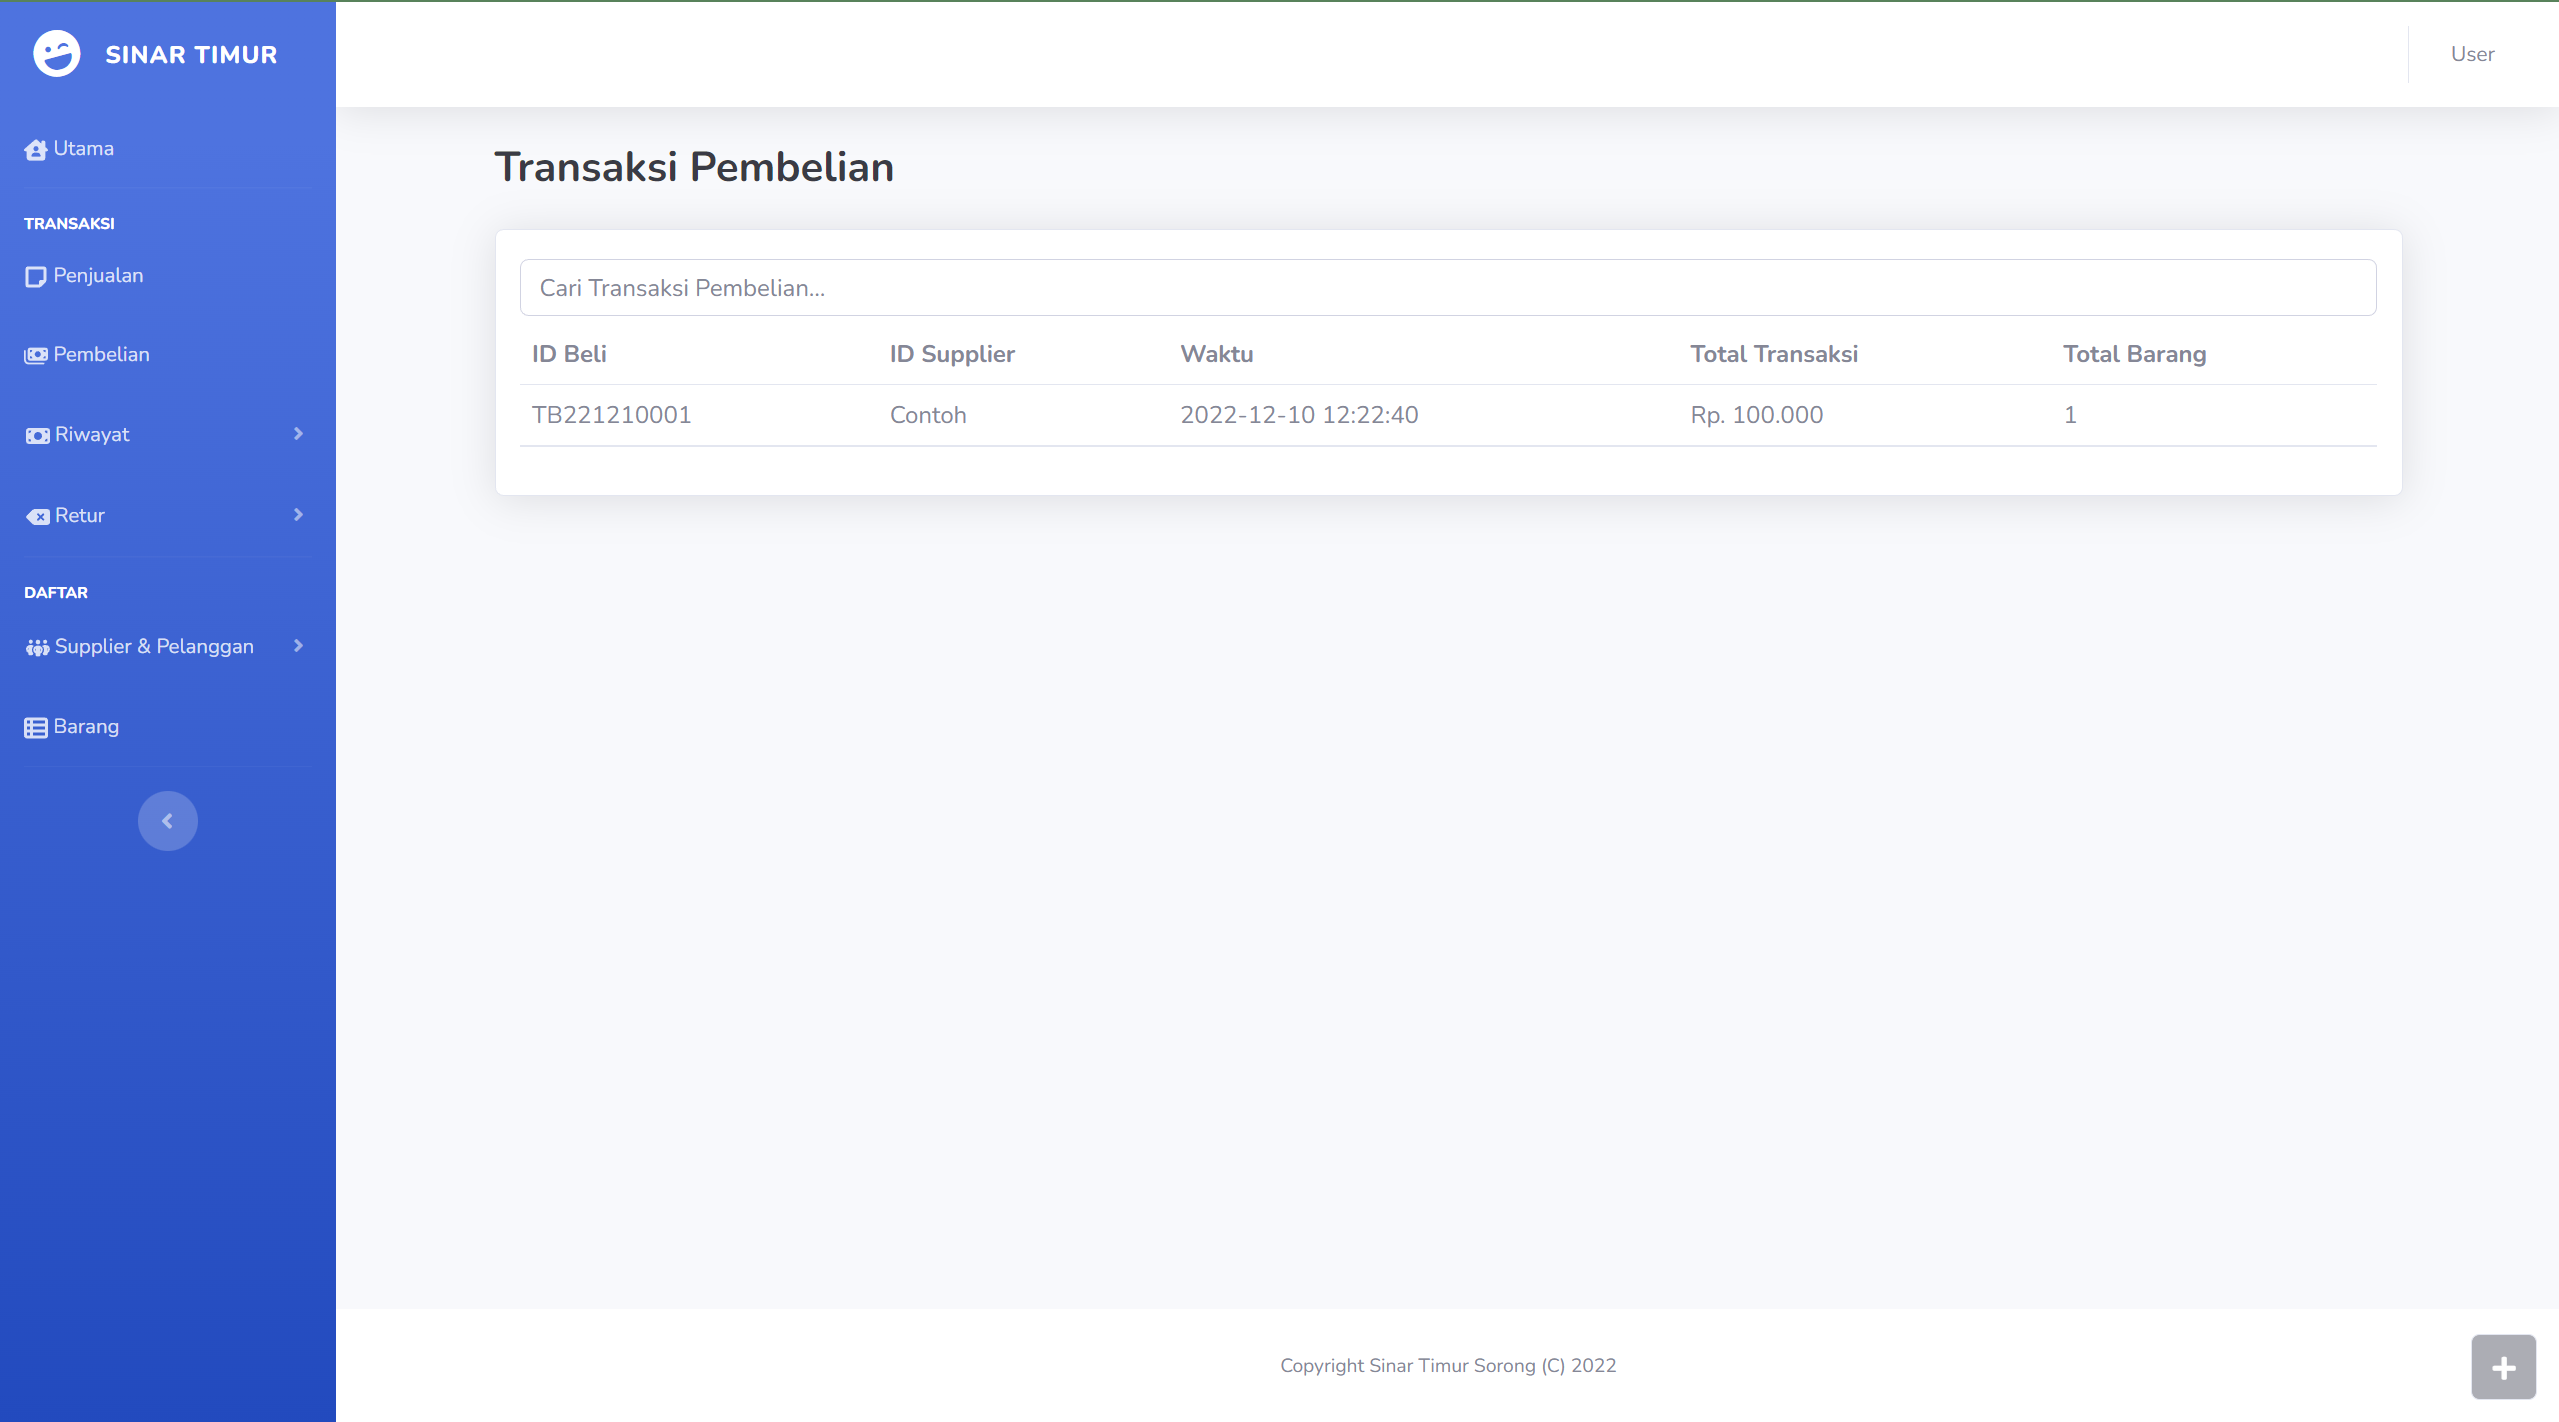 SINAR TIMUR
User
Utama
TRANSAKSI
Penjualan
Pembelian
Riwayat
Retur
DAFTAR
Supplier & Pelanggan
Barang
Transaksi Pembelian
Cari Transaksi Pembelian...
ID Beli ID Supplier Waktu Total Transaksi Total Barang
TB221210001 Contoh 2022-12-10 12:22:40 Rp. 100.000 1
Copyright Sinar Timur Sorong (C) 2022